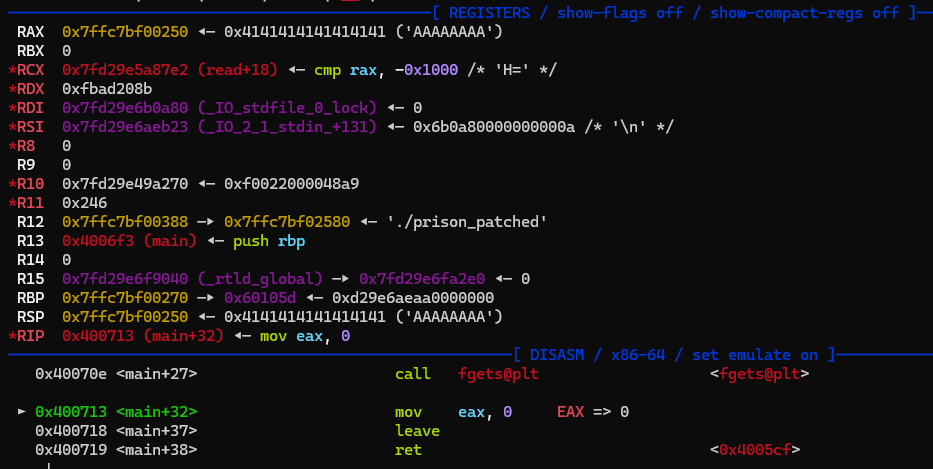 [ REGISTERS / show-flags off / show-compact-regs off ]
RAX  0x7ffc7bf00250 ◂— 0x4141414141414141 ('AAAAAAAA')
RBX  0
*RCX  0x7fd29e5a87e2 (read+18) ◂— cmp rax, -0x1000 /* 'H=' */
*RDX  0xfbad208b
*RDI  0x7fd29e6b0a80 (_IO_stdfile_0_lock) ◂— 0
*RSI  0x7fd29e6aeb23 (_IO_2_1_stdin_+131) ◂— 0x6b0a80000000000a /* '\n' */
*R8   0
R9   0
*R10  0x7fd29e49a270 ◂— 0xf0022000048a9
*R11  0x246
R12  0x7ffc7bf00388 —▸ 0x7ffc7bf02580 ◂— './prison_patched'
R13  0x4006f3 (main) ◂— push rbp
R14  0
R15  0x7fd29e6f9040 (_rtld_global) —▸ 0x7fd29e6fa2e0 ◂— 0
RBP  0x7ffc7bf00270 —▸ 0x60105d ◂— 0xd29e6aeaa0000000
RSP  0x7ffc7bf00250 ◂— 0x4141414141414141 ('AAAAAAAA')
*RIP  0x400713 (main+32) ◂— mov eax, 0
[ DISASM / x86-64 / set emulate on ]
0x40070e <main+27>    call   fgets@plt    <fgets@plt>
► 0x400713 <main+32>    mov    eax, 0    EAX => 0
0x400718 <main+37>    leave
0x400719 <main+38>    ret    <0x4005cf>